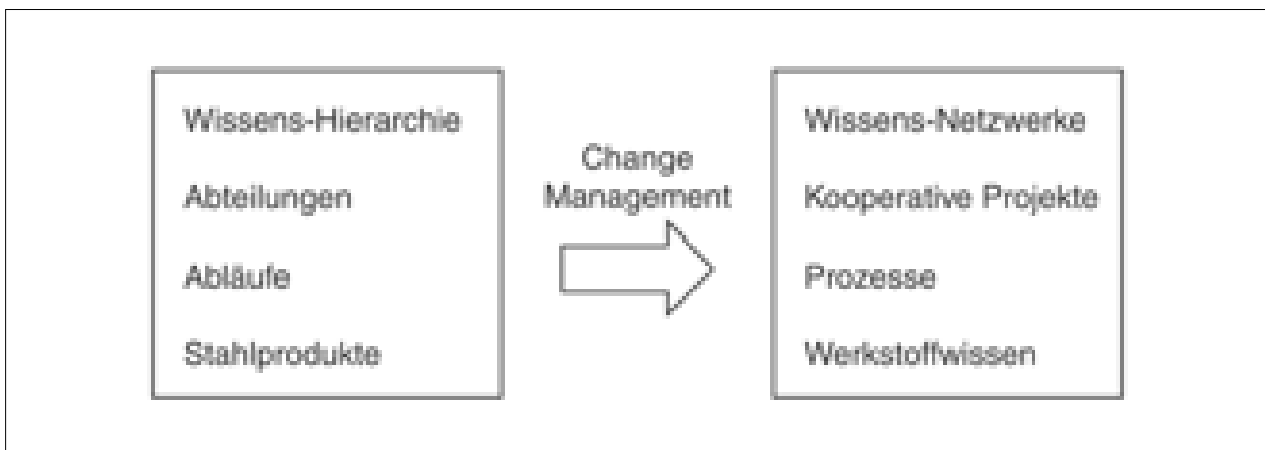 Wissens-Hierarchie
Abteilungen
Abläufe
Stahlprodukte
Change
Management
Wissens-Netzwerke
Kooperative Projekte
Prozesse
Werkstoffwissen